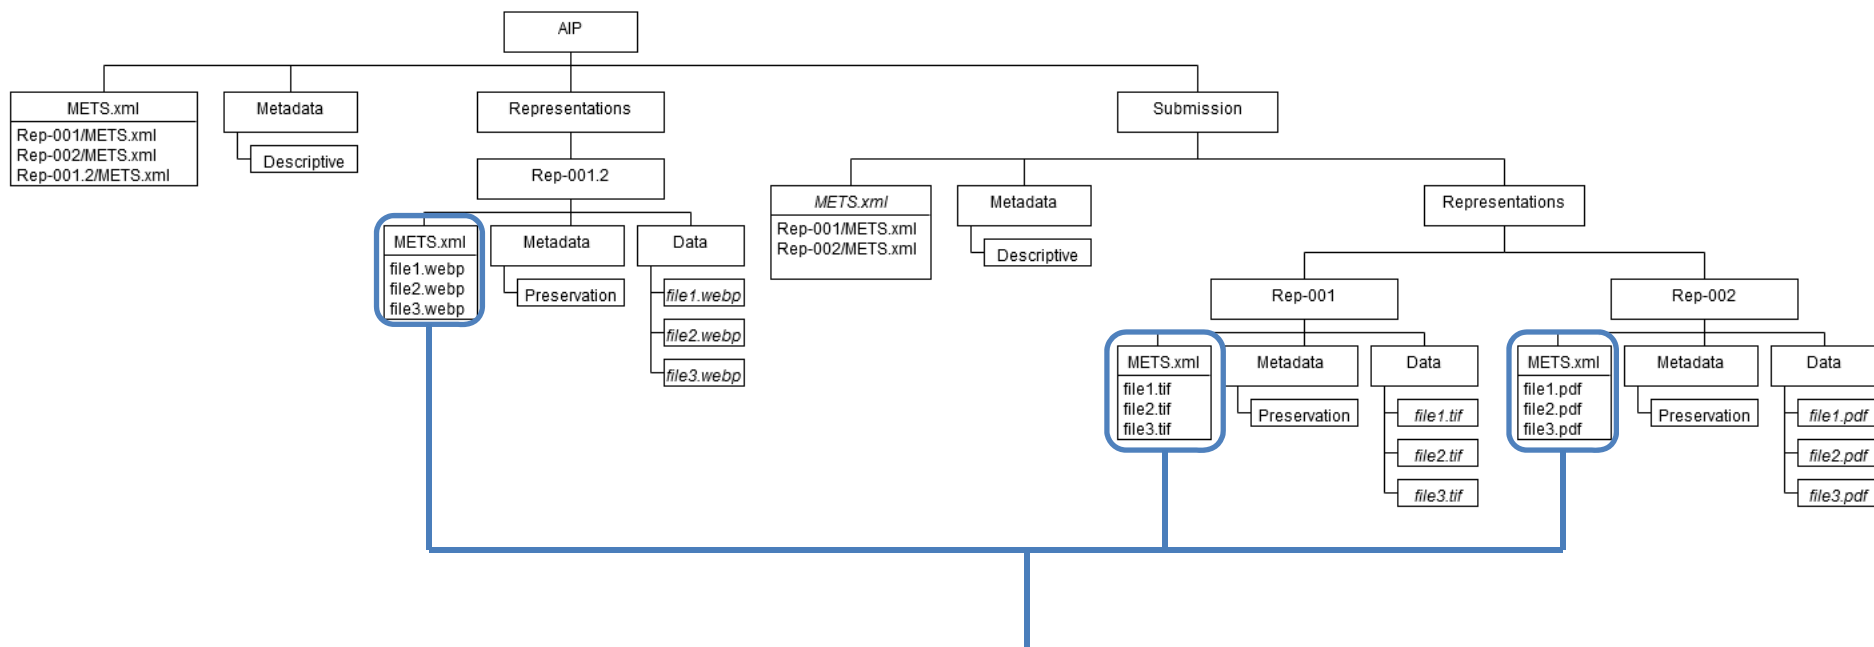 AIP
METS.xml
Rep-001/METS.xml
Rep-002/METS.xml
Rep-001.2/METS.xml
Metadata
Descriptive
Representations
Rep-001.2
METS.xml
file1.webp
file2.webp
file3.webp
Metadata
Preservation
Data
file1.webp
file2.webp
file3.webp
Submission
METS.xml
Rep-001/METS.xml
Rep-002/METS.xml
Metadata
Descriptive
Representations
Rep-001
METS.xml
file1.tif
file2.tif
file3.tif
Metadata
Preservation
Data
file1.tif
file2.tif
file3.tif
Rep-002
METS.xml
file1.pdf
file2.pdf
file3.pdf
Metadata
Preservation
Data
file1.pdf
file2.pdf
file3.pdf